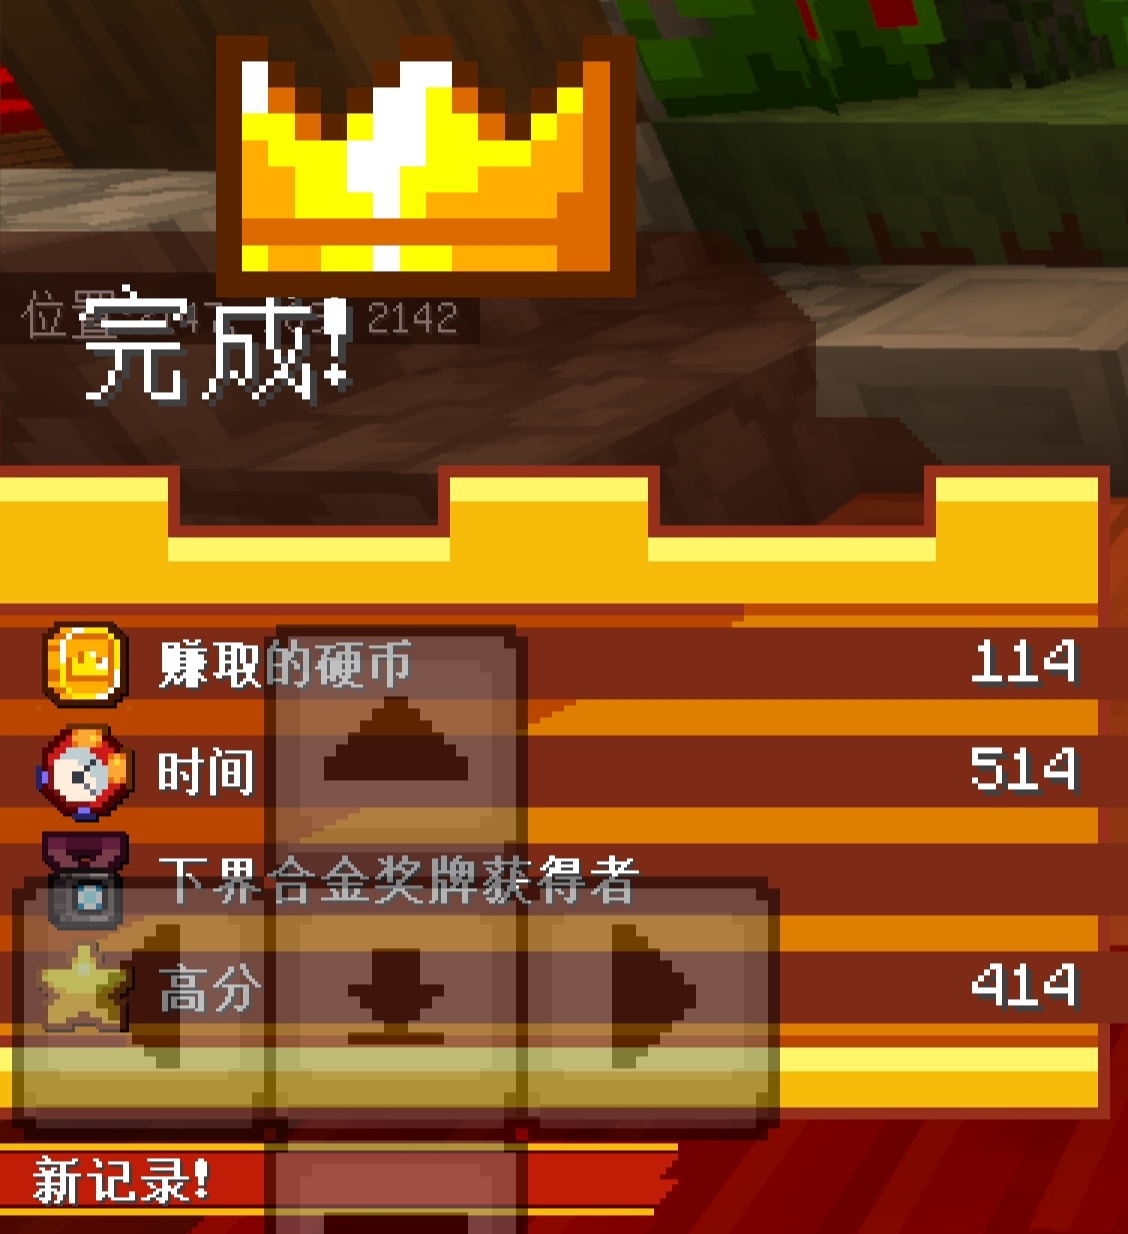 位置
2142
完成!
赚取的硬币 114
时间 514
下界合金奖牌获得者
高分 414
新记录!